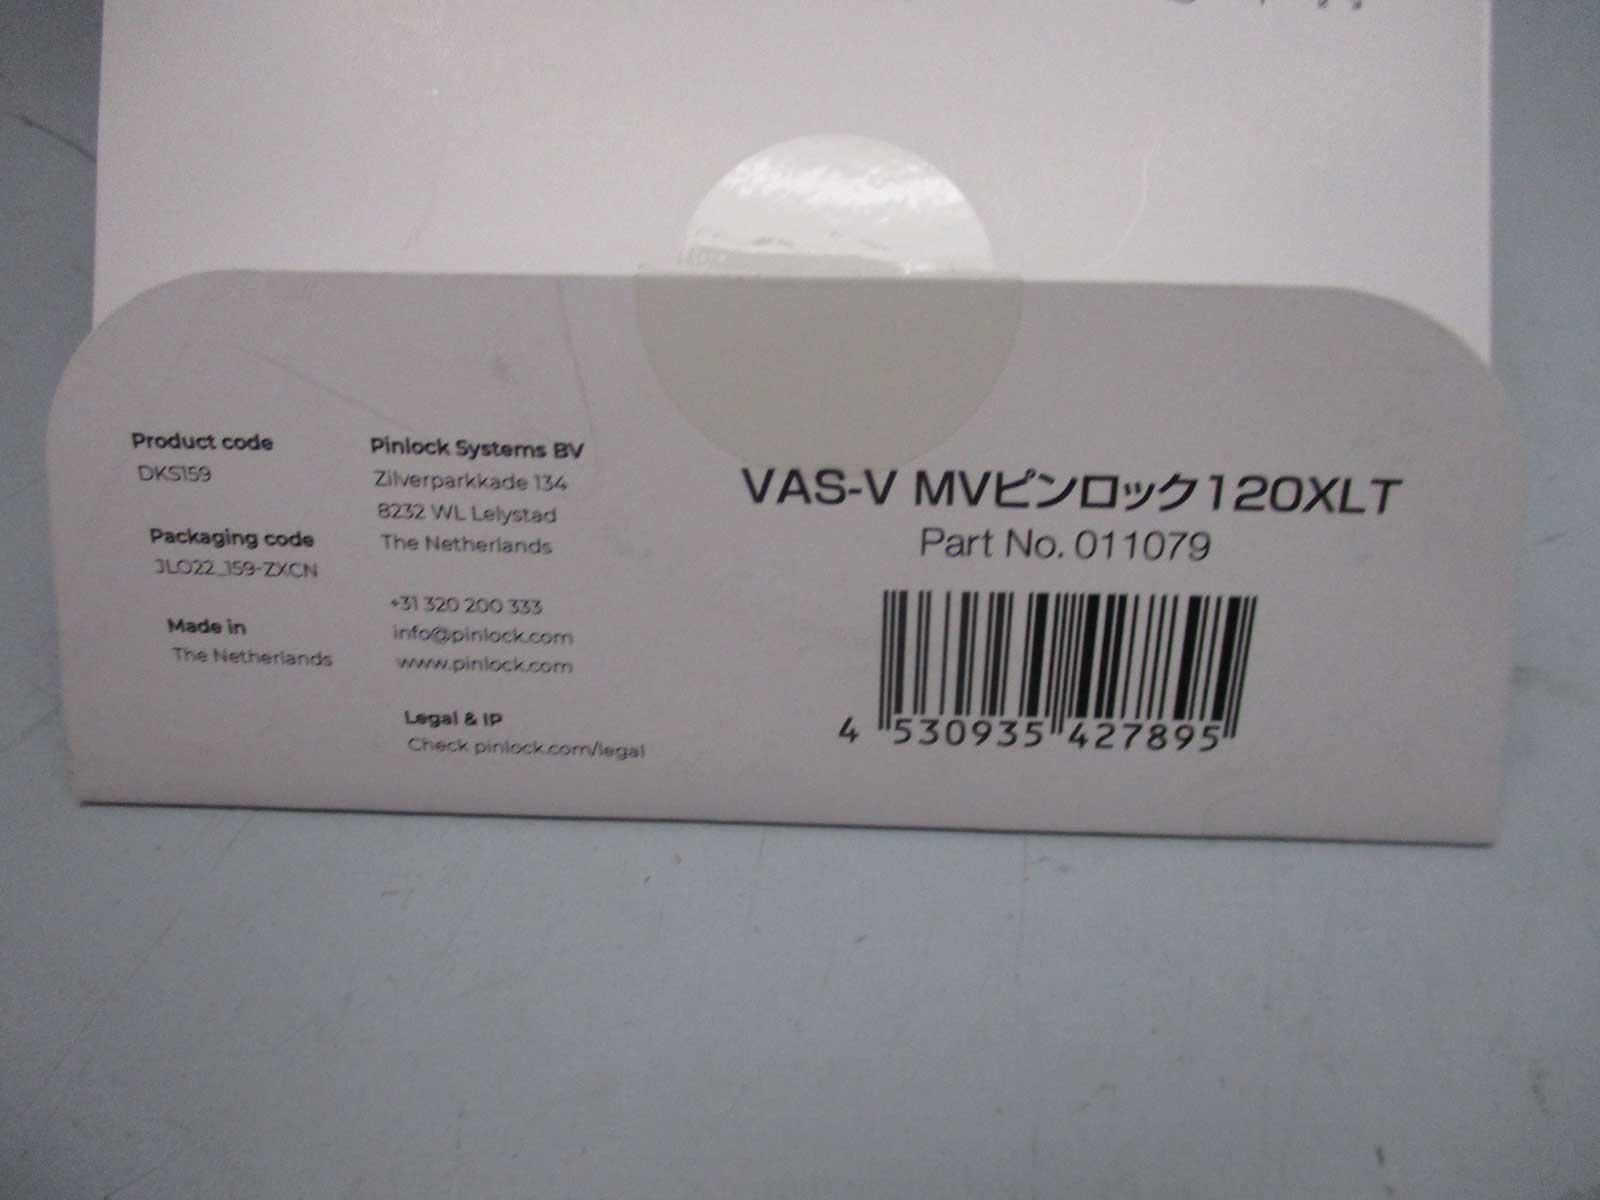 Product code
DKS159
Packaging code
JLO22_159-ZXCN
Made in
The Netherlands
Pinlock Systems BV
Zilverparkkade 134
8232 WL Lelystad
The Netherlands
+31 320 200 333
info@pinlock.com
www.pinlock.com
Legal & IP
Check pinlock.com/legal
VAS-V MVピンロック120XLT
Part No. 011079
4 530935 427895